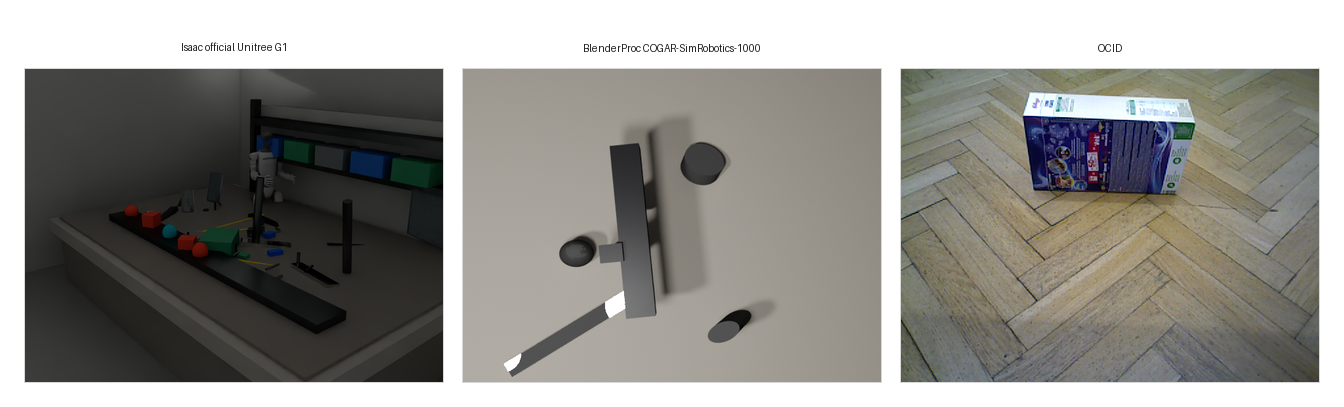 Isaac official Unitree G1
BlenderProc COGAR-SimRobotics-1000
OCID